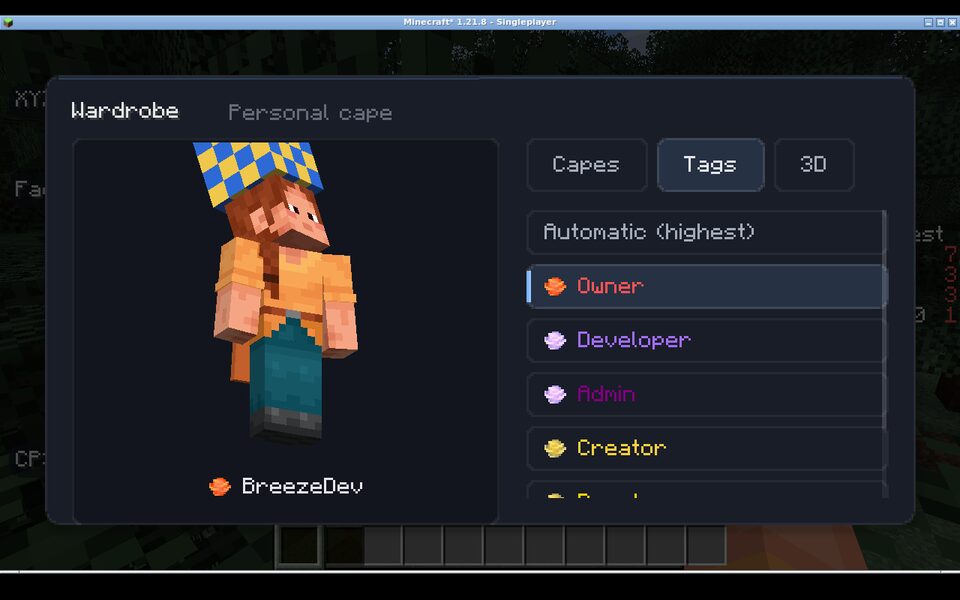 Minecraft* 1.21.8 - Singleplayer
Wardrobe
Personal cape
Capes
Tags
3D
Automatic (highest)
Owner
Developer
Admin
Creator
BreezeDev